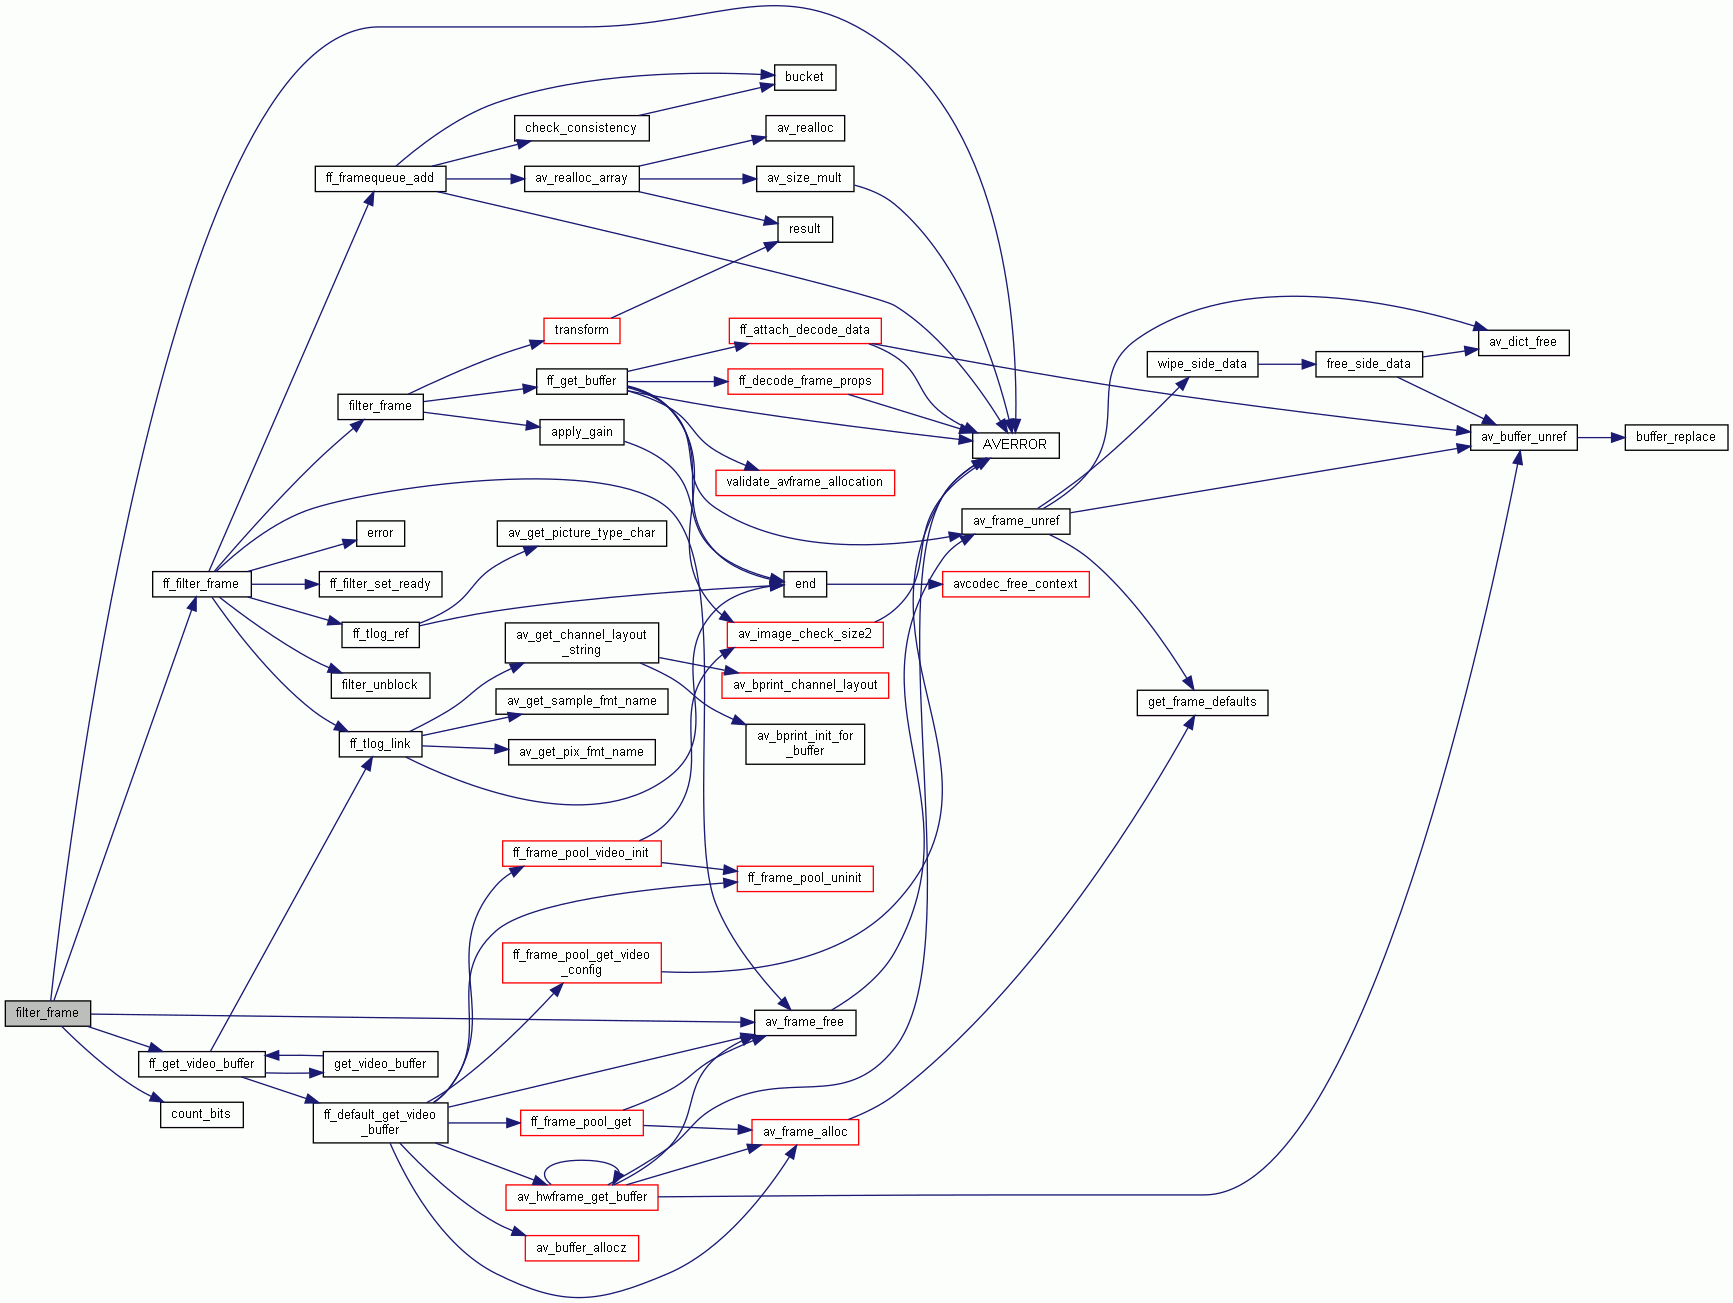 bucket
check_consistency
av_realloc
ff_framequeue_add
av_realloc_array
av_size_mult
result
transform
ff_attach_decode_data
av_dict_free
wipe_side_data
free_side_data
ff_get_buffer
ff_decode_frame_props
filter_frame
apply_gain
AVERROR
av_buffer_unref
buffer_replace
validate_avframe_allocation
av_frame_unref
error
av_get_picture_type_char
ff_filter_frame
ff_filter_set_ready
end
avcodec_free_context
ff_tlog_ref
av_get_channel_layout
_string
av_image_check_size2
filter_unblock
av_bprint_channel_layout
av_get_sample_fmt_name
get_frame_defaults
ff_tlog_link
av_get_pix_fmt_name
av_bprint_init_for
_buffer
ff_frame_pool_video_init
ff_frame_pool_uninit
ff_frame_pool_get_video
_config
filter_frame
av_frame_free
ff_get_video_buffer
get_video_buffer
count_bits
ff_default_get_video
_buffer
ff_frame_pool_get
av_frame_alloc
av_hwframe_get_buffer
av_buffer_allocz